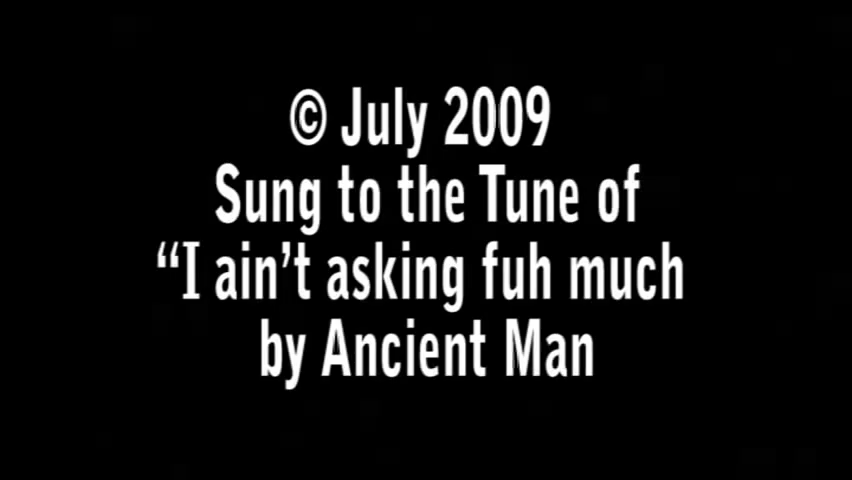 © July 2009
Sung to the Tune of
“I ain’t asking fuh much
by Ancient Man